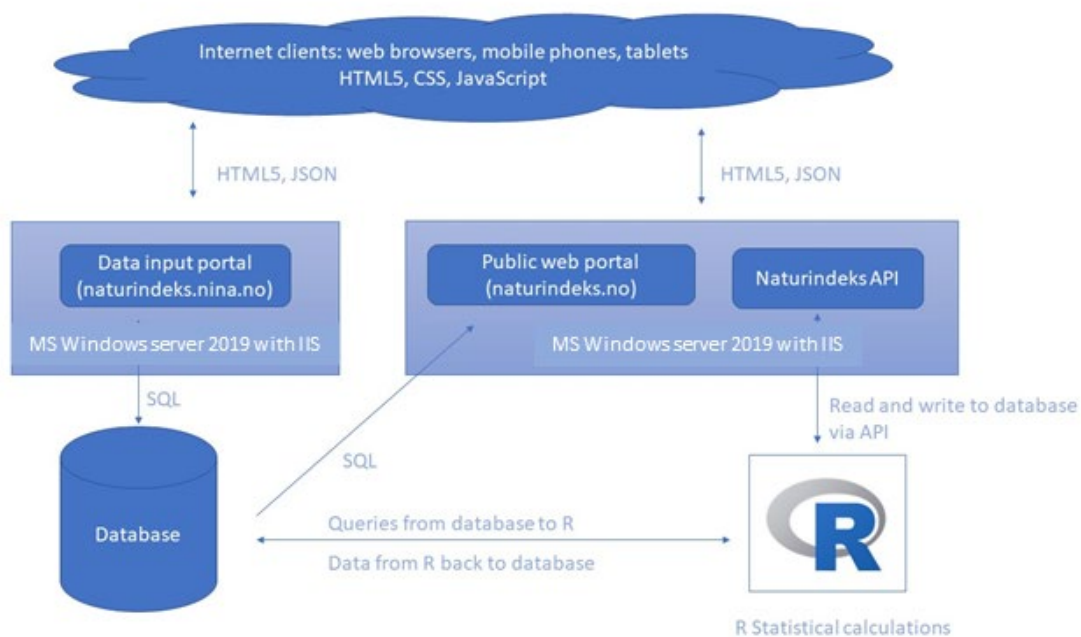 Internet clients: web browsers, mobile phones, tablets
HTML5, CSS, JavaScript
HTML5, JSON
HTML5, JSON
Data input portal
(naturindeks.nina.no)
MS Windows server 2019 with IIS
Public web portal
(naturindeks.no)
Naturindeks API
MS Windows server 2019 with IIS
SQL
Read and write to database
via API
SQL
Database
Queries from database to R
Data from R back to database
R
R Statistical calculations